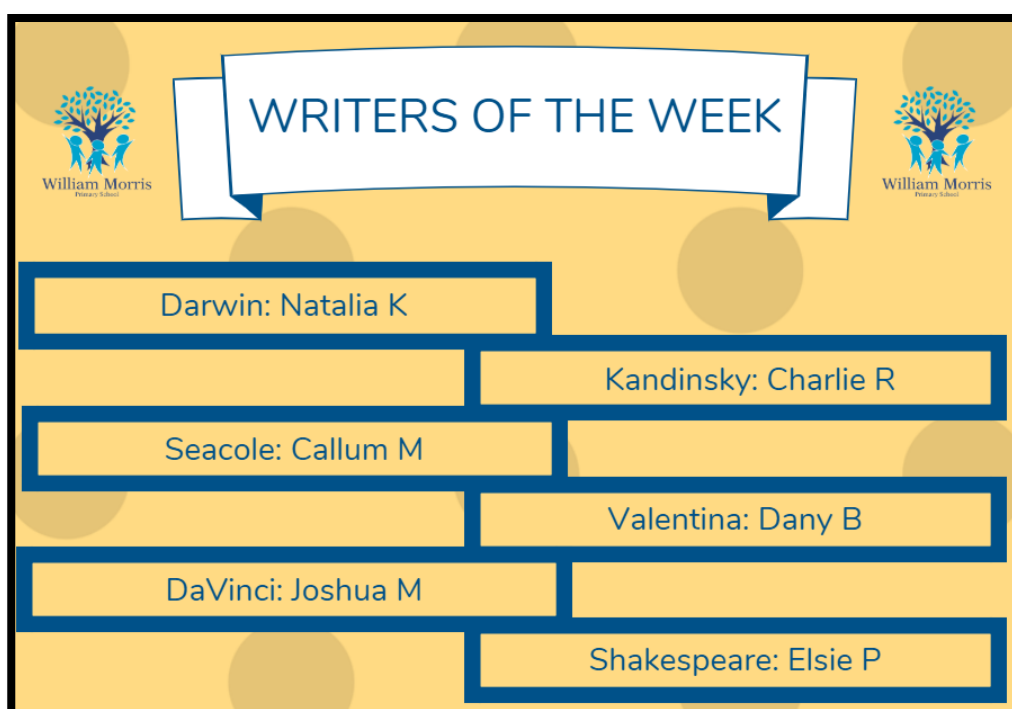 WRITERS OF THE WEEK
William Morris
Primary School
William Morris
Primary School
Darwin: Natalia K
Kandinsky: Charlie R
Seacole: Callum M
Valentina: Dany B
DaVinci: Joshua M
Shakespeare: Elsie P